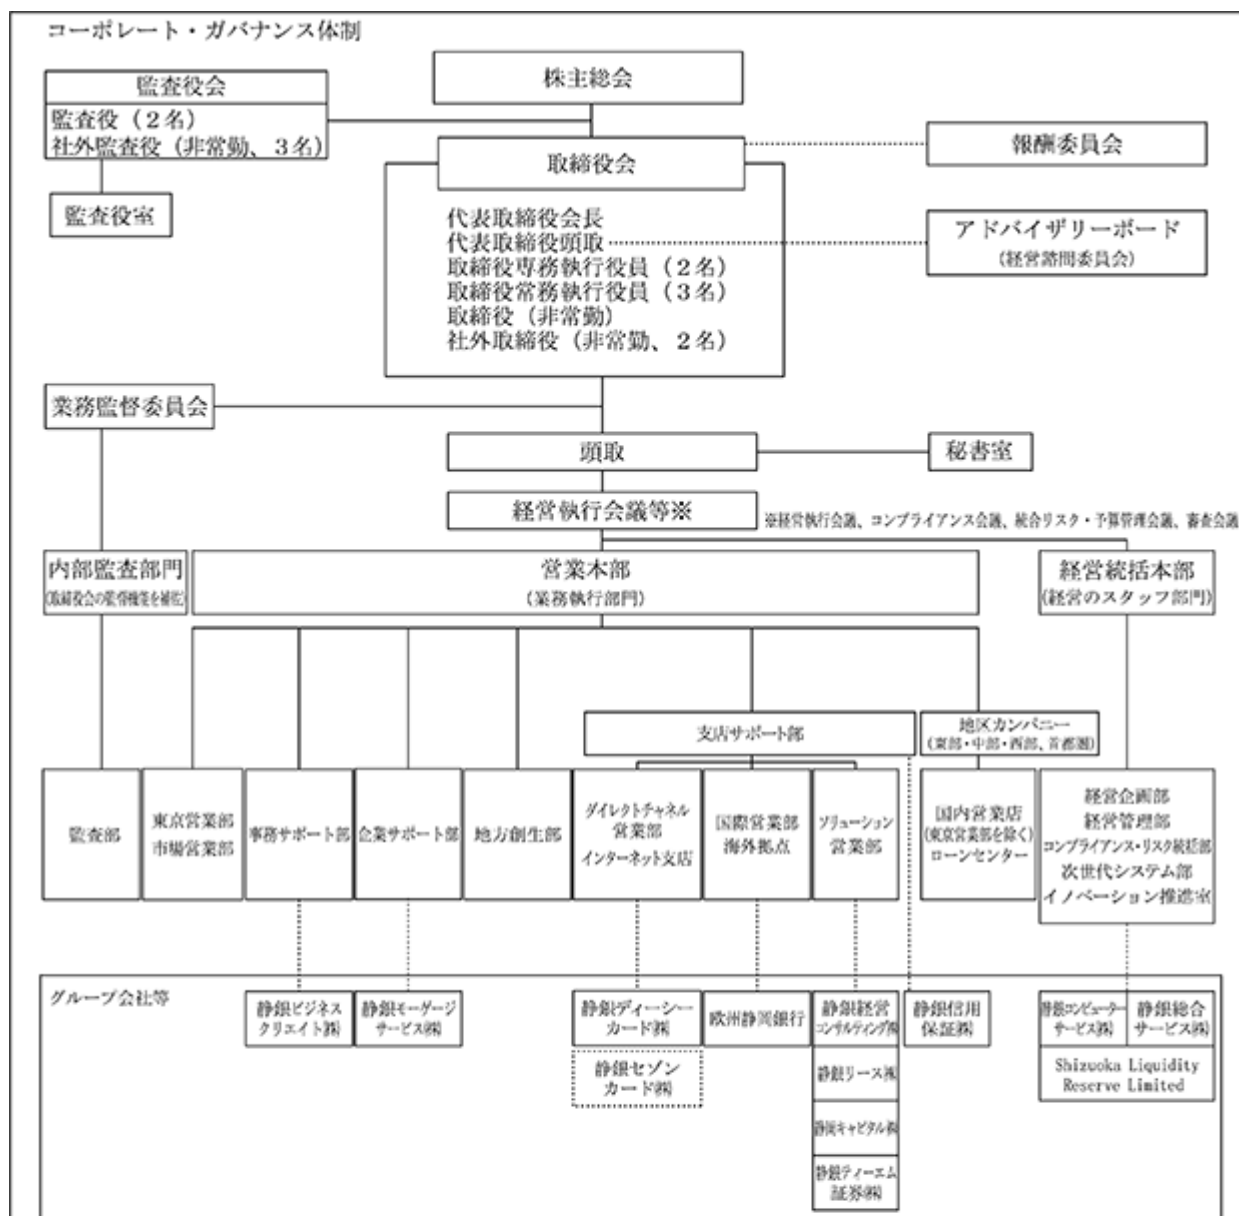 コーポレート・ガバナンス体制
監査役会
監査役（２名）
社外監査役（非常勤、３名）
監査役室
株主総会
取締役会
代表取締役会長
代表取締役頭取
取締役専務執行役員（２名）
取締役常務執行役員（３名）
取締役（非常勤）
社外取締役（非常勤、２名）
報酬委員会
アドバイザリーボード
（経営諮問委員会）
業務監督委員会
頭取
秘書室
経営執行会議等※
※経営執行会議、コンプライアンス会議、統合リスク・予算管理会議、審査会議
内部監査部門
（取締役会の監督機能を補佐）
営業本部
（業務執行部門）
経営統括本部
（経営のスタッフ部門）
支店サポート部
地区カンパニー
（東部・中部・西部、首都圏）
監査部
東京営業部
市場営業部
事務サポート部
企業サポート部
地方創生部
ダイレクトチャネル
営業部
インターネット支店
国際営業部
海外拠点
ソリューション
営業部
国内営業店
（東京営業部を除く）
ローンセンター
経営企画部
経営管理部
コンプライアンス・リスク統括部
次世代システム部
イノベーション推進室
グループ会社等
静銀ビジネス
クリエイト㈱
静銀モーゲージ
サービス㈱
静銀ディーシー
カード㈱
静銀セゾン
カード㈱
欧州静岡銀行
静銀経営
コンサルティング㈱
静銀リース㈱
静岡キャピタル㈱
静銀ティーエム
証券㈱
静銀信用
保証㈱
静銀コンピューター
サービス㈱
静銀総合
サービス㈱
Shizuoka Liquidity
Reserve Limited